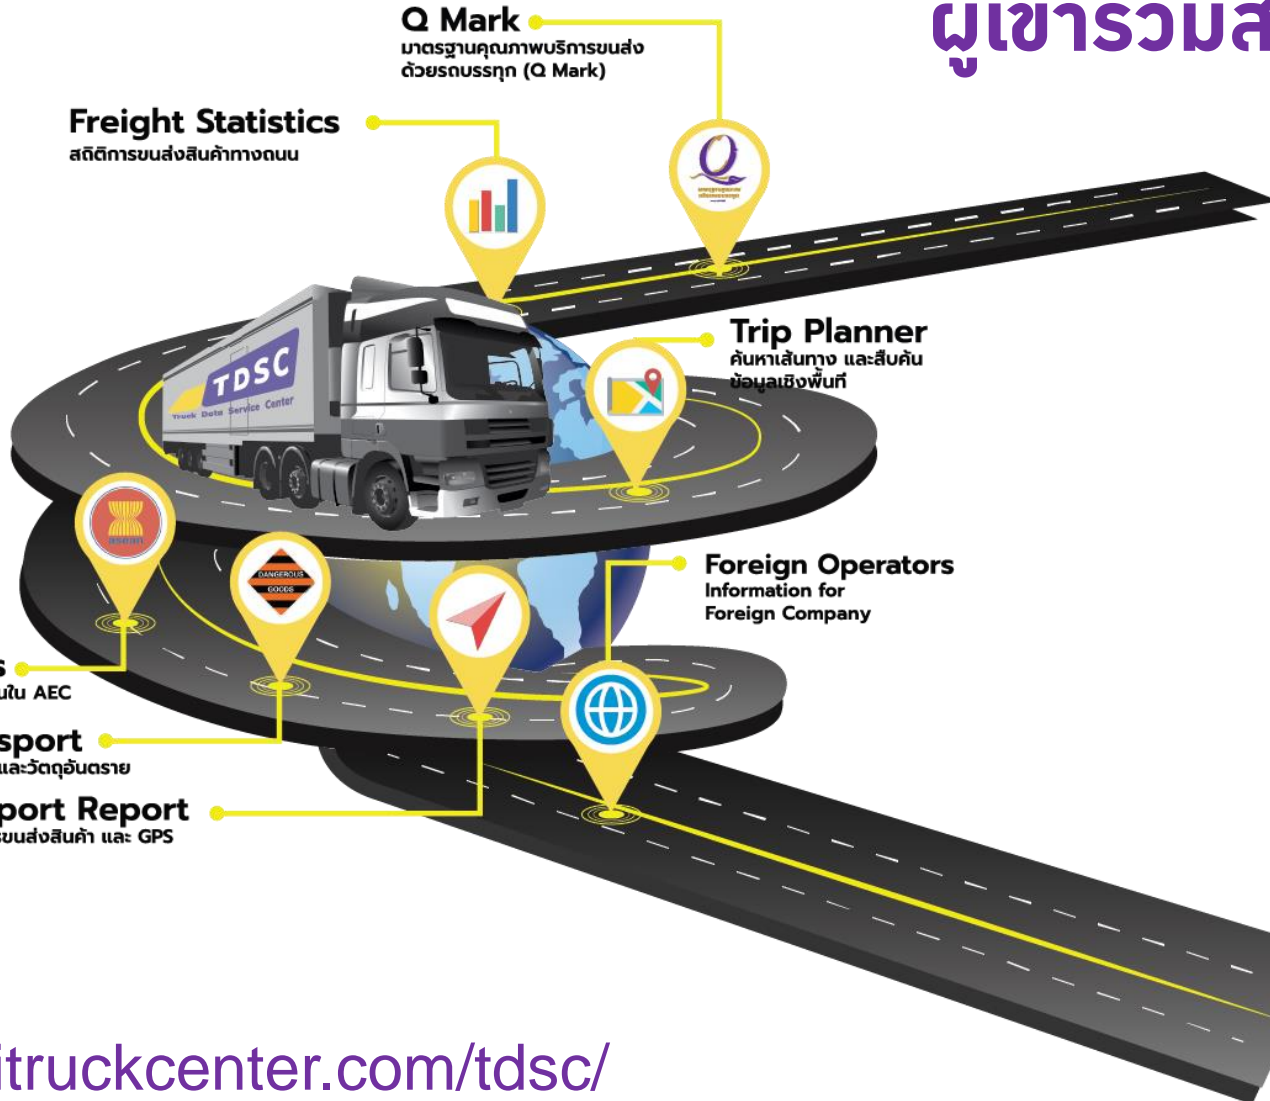 ผู้เข้าร่วมส
Q Mark
มาตรฐานคุณภาพบริการขนส่ง
ด้วยรถบรรทุก (Q Mark)
Freight Statistics
สถิติการขนส่งสินค้าทางถนน
Trip Planner
ค้นหาเส้นทาง และสืบค้น
ข้อมูลเชิงพื้นที่
TDSC
Truck Data Service Center
asean
DANGEROUS
GOODS
Foreign Operators
Information for
Foreign Company
s
นใน AEC
sport
และวัตถุอันตราย
port Report
รขนส่งสินค้า และ GPS
itruckcenter.com/tdsc/